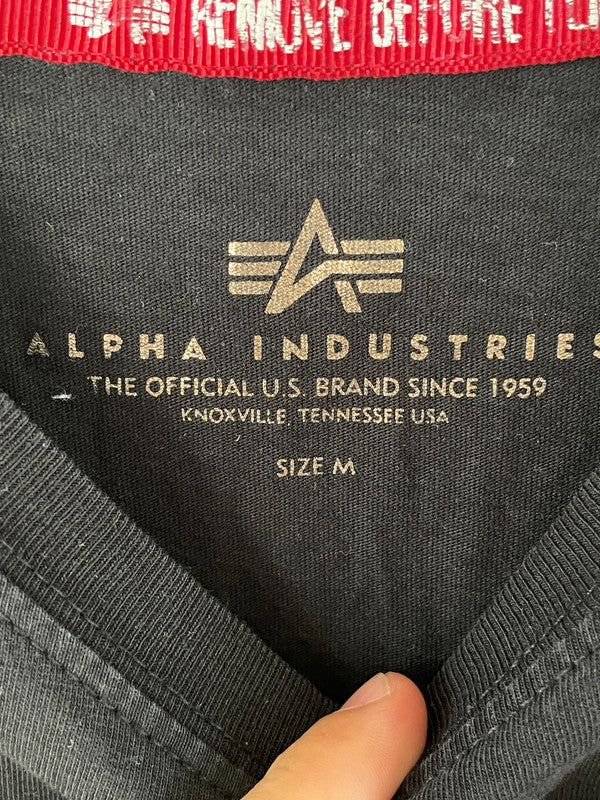 REMOVE BEFORE
ALPHA INDUSTRIES
THE OFFICIAL U.S. BRAND SINCE 1959
KNOXVILLE, TENNESSEE USA
SIZE M